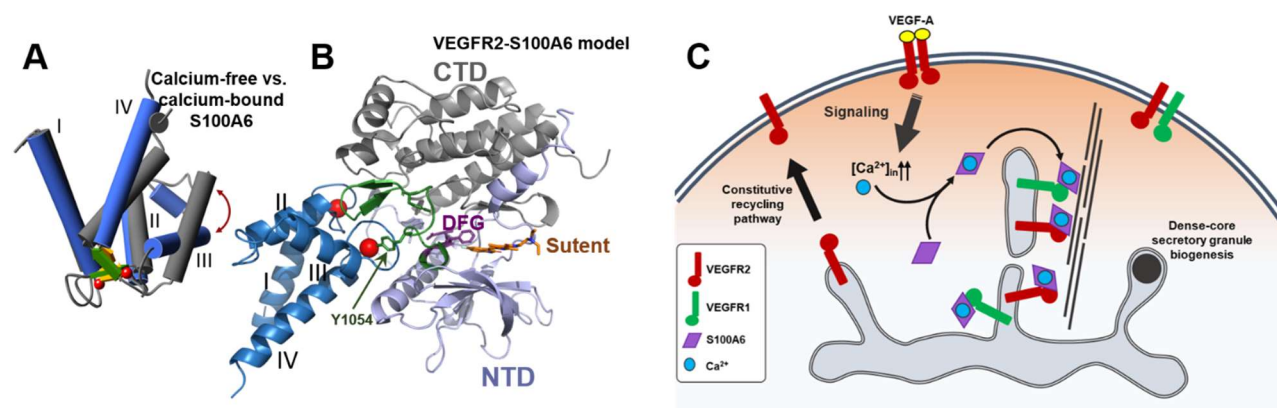 A
Calcium-free vs.
calcium-bound
S100A6
I
IV
II
III
B
VEGFR2-S100A6 model
CTD
II
I
III
IV
DFG
Sutent
Y1054
NTD
C
VEGF-A
Signaling
[Ca²⁺]in
Constitutive
recycling
pathway
Dense-core
secretory granule
biogenesis
VEGFR2
VEGFR1
S100A6
Ca²⁺